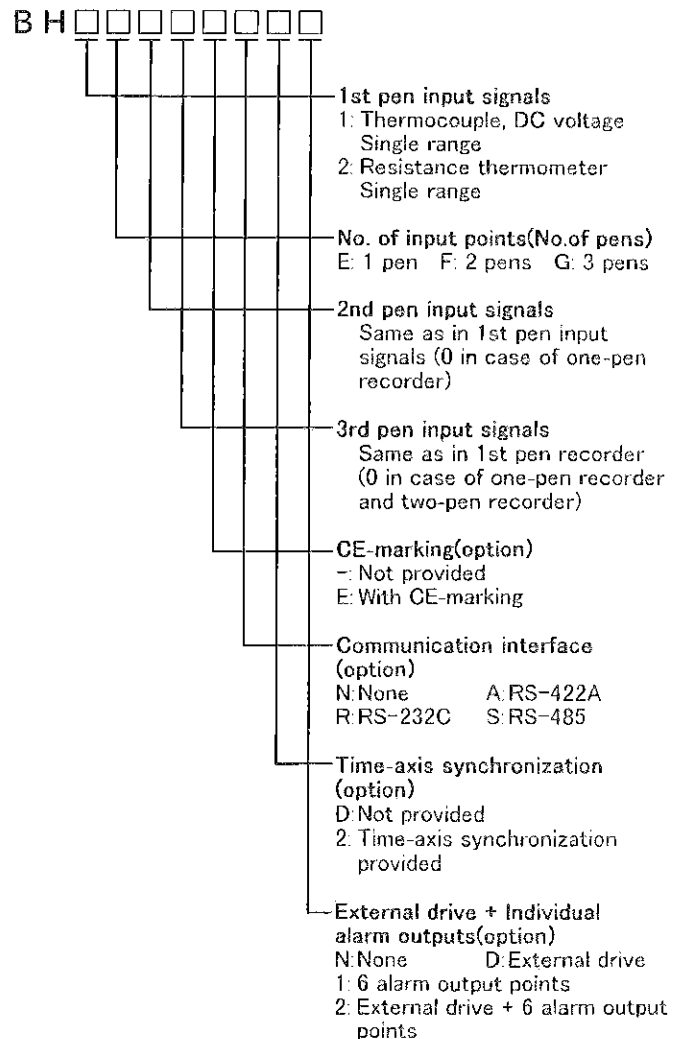 BH□□□□□□□□
1st pen input signals
1: Thermocouple, DC voltage
Single range
2: Resistance thermometer
Single range
No. of input points(No.of pens)
E: 1 pen F: 2 pens G: 3 pens
2nd pen input signals
Same as in 1st pen input
signals (0 in case of one-pen
recorder)
3rd pen input signals
Same as in 1st pen recorder
(0 in case of one-pen recorder
and two-pen recorder)
CE-marking(option)
-: Not provided
E: With CE-marking
Communication interface
(option)
N:None A:RS-422A
R:RS-232C S:RS-485
Time-axis synchronization
(option)
D:Not provided
2: Time-axis synchronization
provided
External drive + Individual
alarm outputs(option)
N:None D:External drive
1: 6 alarm output points
2: External drive + 6 alarm output
points